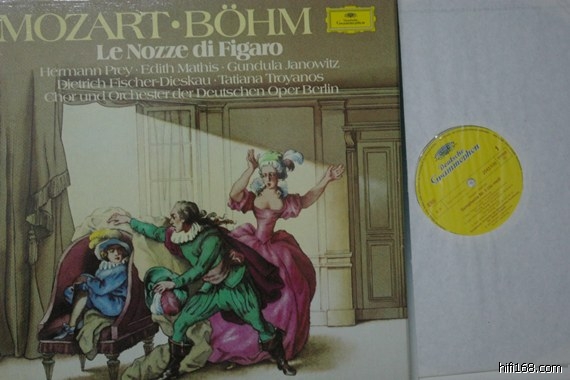 MOZART · BÖHM
Le Nozze di Figaro
Hermann Prey · Edith Mathis · Gundula Janowitz
Dietrich Fischer-Dieskau · Tatiana Troyanos
Chor und Orchester der Deutschen Oper Berlin
Deutsche
Grammophon
hifi168.com